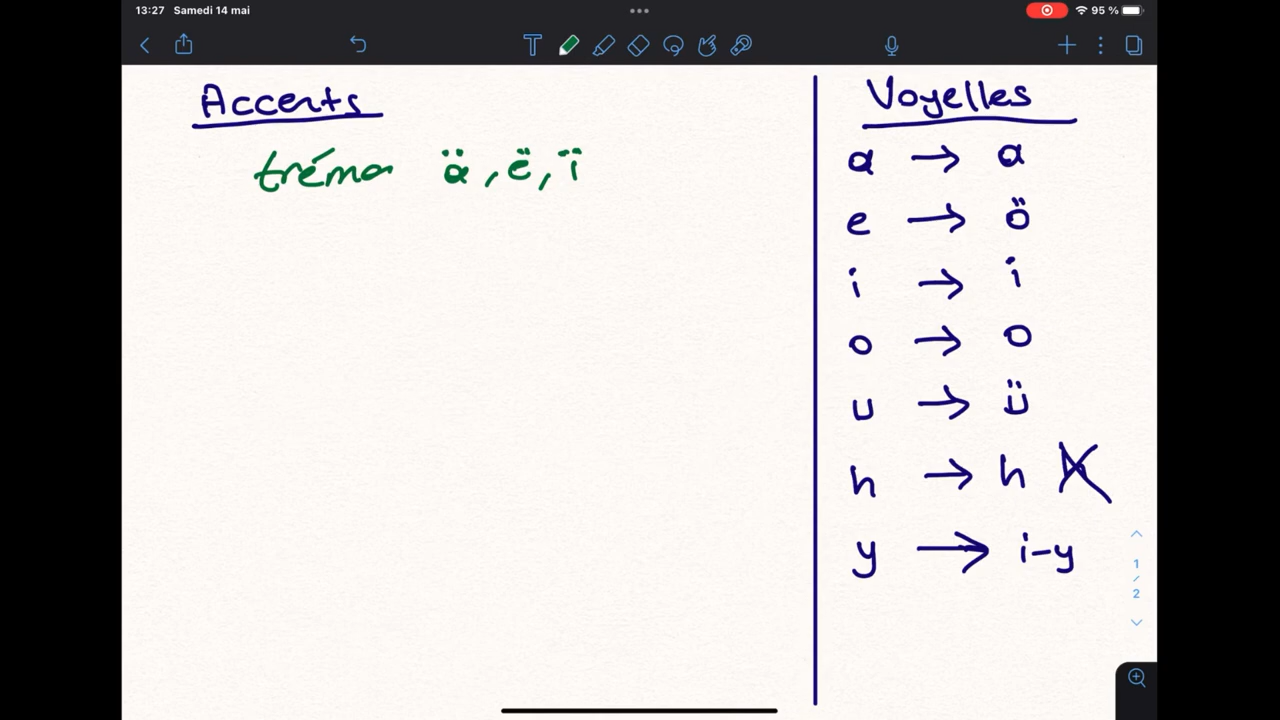 13:27 Samedi 14 mai 95 %
Accents
tréma ä, ë, ï
Voyelles
a → a
e → ö
i → i
o → o
u → ü
h → h
y → i-y
1
/
2